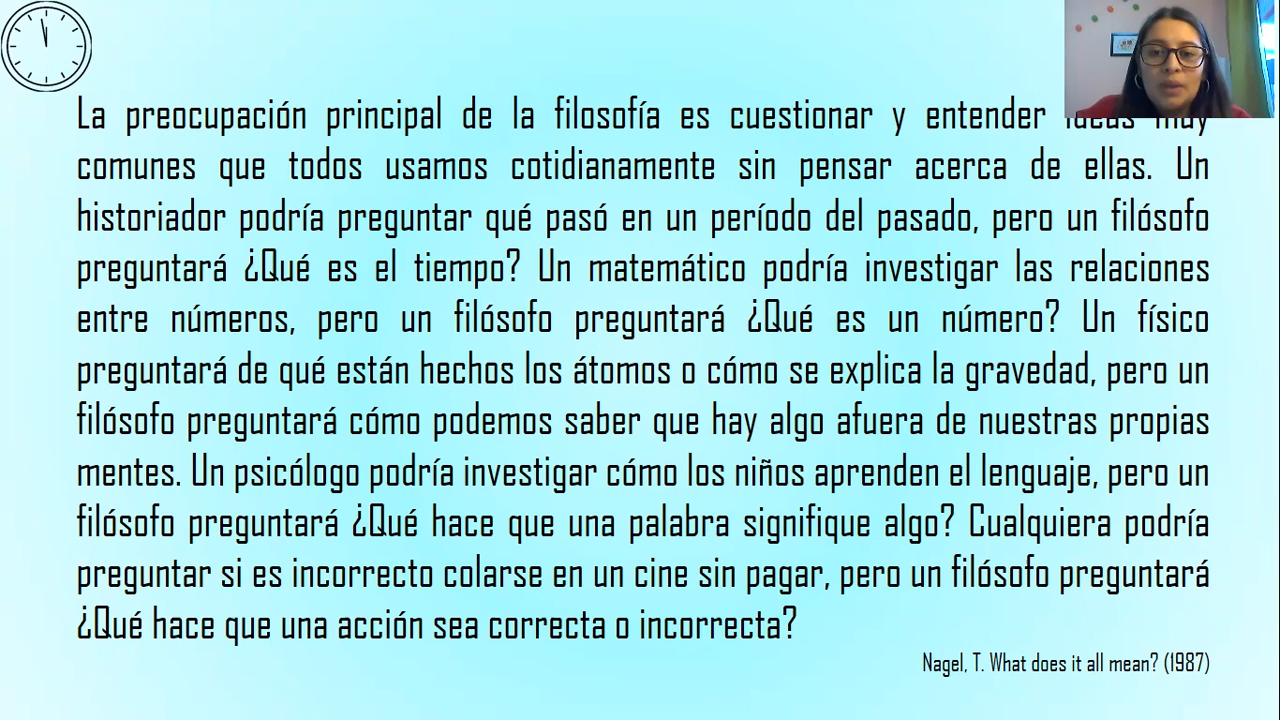 La preocupación principal de la filosofía es cuestionar y entender ideas muy
comunes que todos usamos cotidianamente sin pensar acerca de ellas. Un
historiador podría preguntar qué pasó en un período del pasado, pero un filósofo
preguntará ¿Qué es el tiempo? Un matemático podría investigar las relaciones
entre números, pero un filósofo preguntará ¿Qué es un número? Un físico
preguntará de qué están hechos los átomos o cómo se explica la gravedad, pero un
filósofo preguntará cómo podemos saber que hay algo afuera de nuestras propias
mentes. Un psicólogo podría investigar cómo los niños aprenden el lenguaje, pero un
filósofo preguntará ¿Qué hace que una palabra signifique algo? Cualquiera podría
preguntar si es incorrecto colarse en un cine sin pagar, pero un filósofo preguntará
¿Qué hace que una acción sea correcta o incorrecta?
Nagel, T. What does it all mean? (1987)